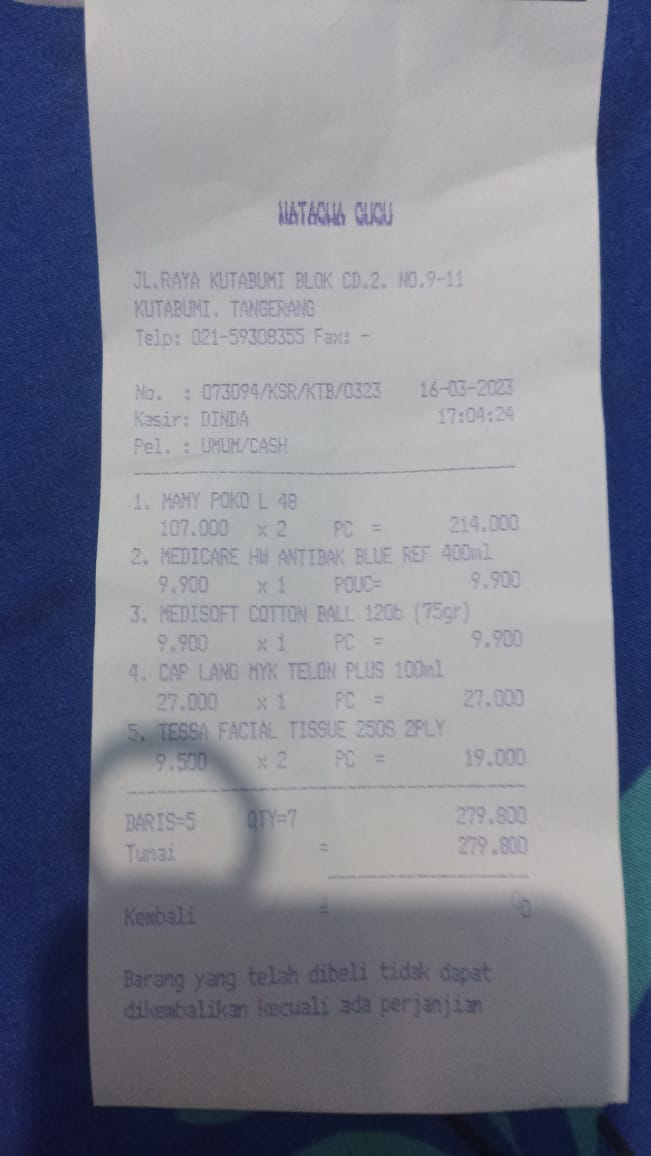 NATACHA CUCU
JL.RAYA KUTABUMI BLOK CD.2. NO.9-11
KUTABUMI. TANGERANG
Telp: 021-59308355 Fax: -
No. : 073094/KSR/KTB/0323 16-03-2023
Kasir: DINDA 17:04:24
Pel. : UMUM/CASH
1. MAMY POKO L 48
107.000 x 2 PC = 214.000
2. MEDICARE HW ANTIBAK BLUE REF 400ml
9.900 x 1 POUC= 9.900
3. MEDISOFT COTTON BALL 120b (75gr)
9.900 x 1 PC = 9.900
4. CAP LANG MYK TELON PLUS 100ml
27.000 x 1 PC = 27.000
5. TESSA FACIAL TISSUE 250S 2PLY
9.500 x 2 PC = 19.000
BARIS=5 QTY=7 279.800
Tunai = 279.800
Kembali =
Barang yang telah dibeli tidak dapat
dikembalikan kecuali ada perjanjian